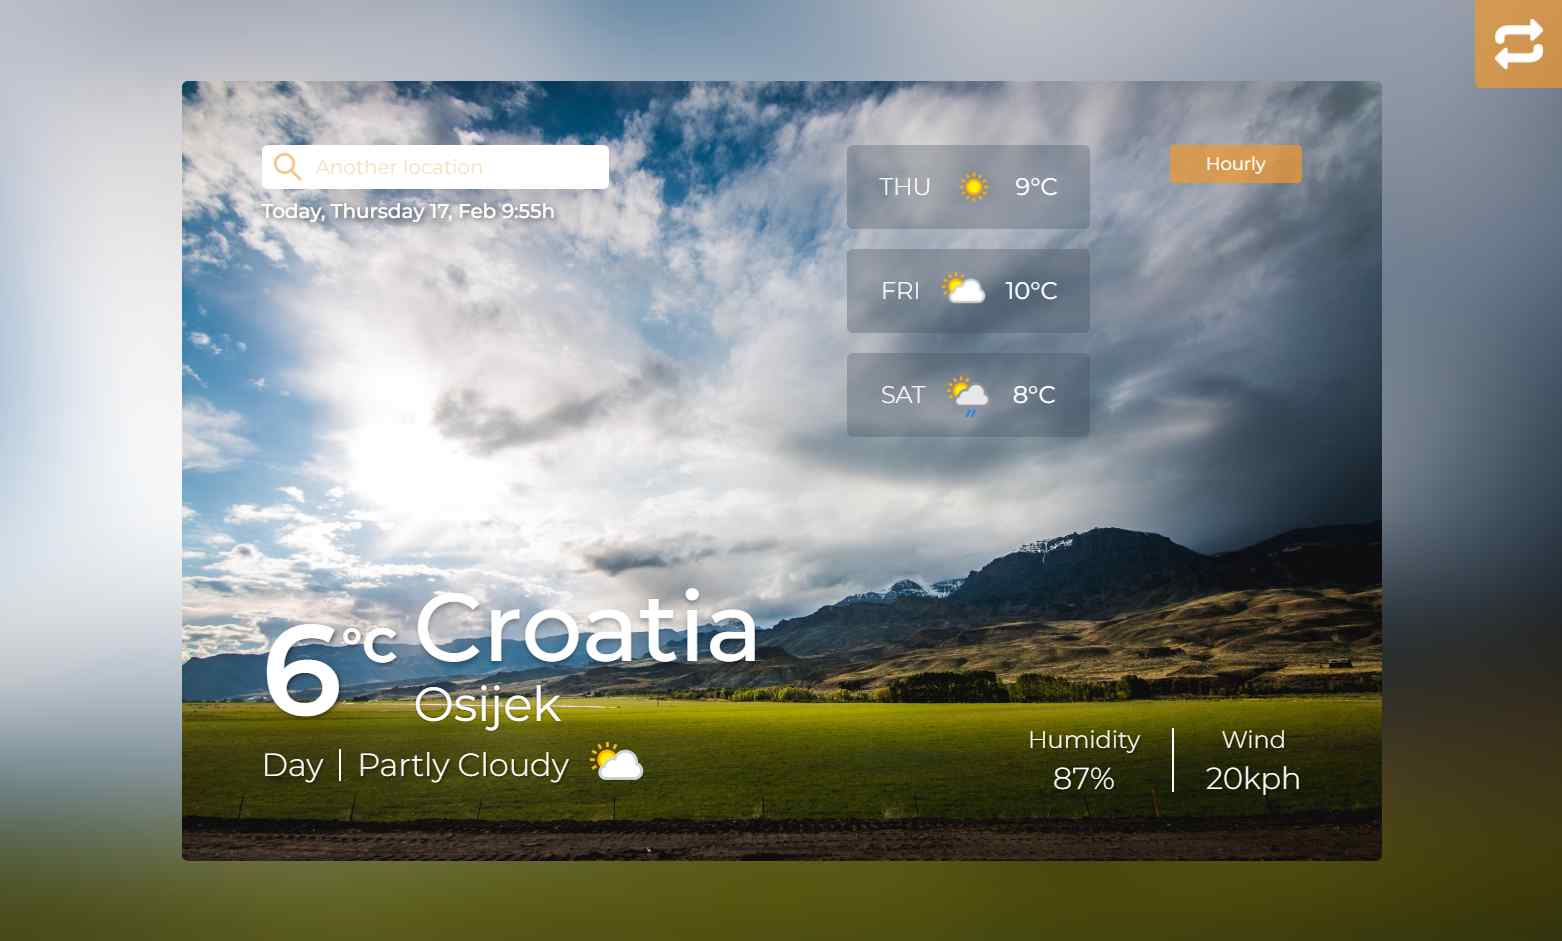 Another location
Today, Thursday 17, Feb 9:55h
THU 9°C
FRI 10°C
SAT 8°C
Hourly
6°C
Croatia
Osijek
Day | Partly Cloudy
Humidity
87%
Wind
20kph